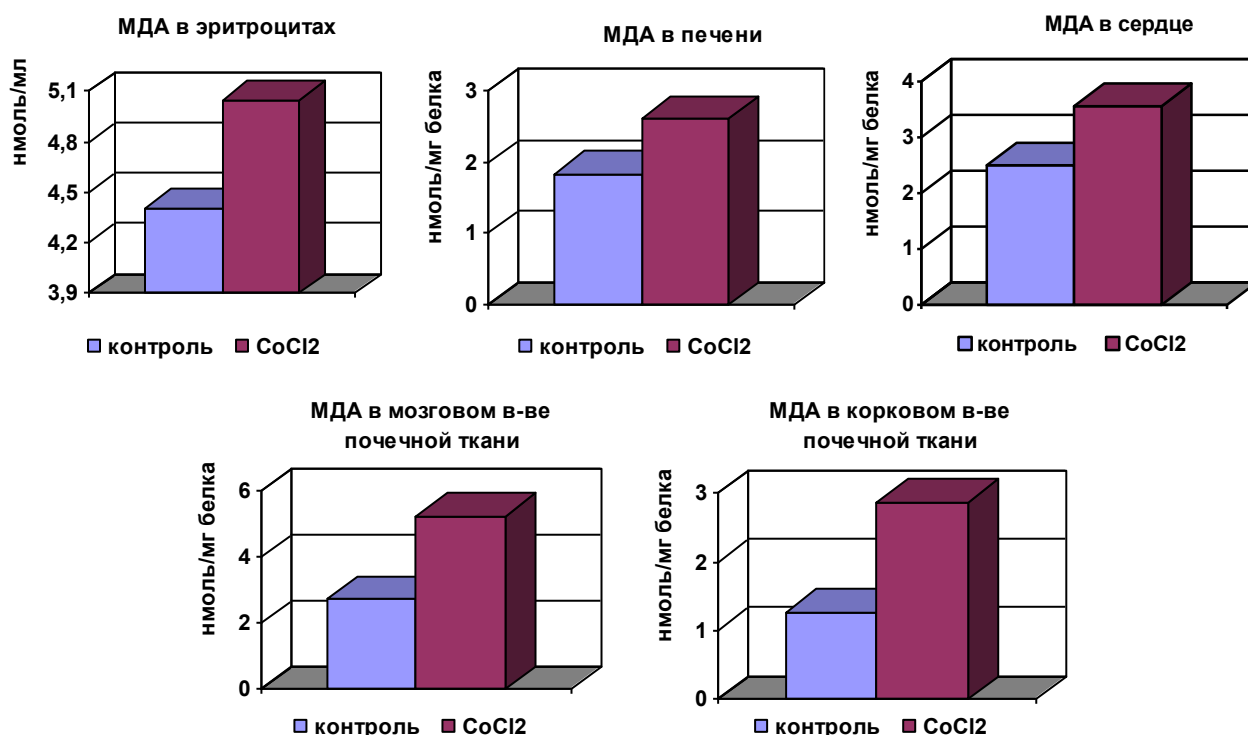 МДА в эритроцитах
нмоль/мл
5,1
4,8
4,5
4,2
3,9
контроль CoCl2
МДА в печени
нмоль/мг белка
3
2
1
0
контроль CoCl2
МДА в сердце
нмоль/мг белка
4
3
2
1
0
контроль CoCl2
МДА в мозговом в-ве
почечной ткани
нмоль/мг белка
6
4
2
0
контроль CoCl2
МДА в корковом в-ве
почечной ткани
нмоль/мг белка
3
2
1
0
контроль CoCl2